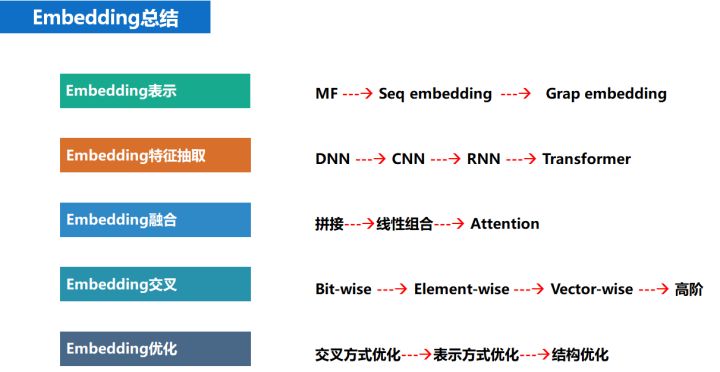 Embedding总结
Embedding表示
MF ---→ Seq embedding ---→ Grap embedding
Embedding特征抽取
DNN ---→ CNN ---→ RNN ---→ Transformer
Embedding融合
拼接---→线性组合---→ Attention
Embedding交叉
Bit-wise ---→ Element-wise ---→ Vector-wise ---→ 高阶
Embedding优化
交叉方式优化---→表示方式优化---→结构优化